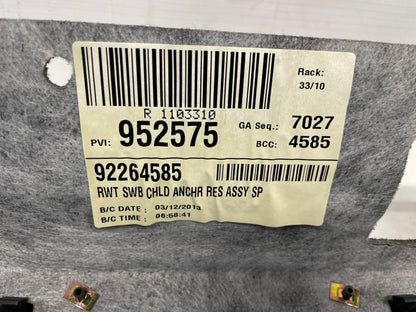 Rack:
33/10
R 1103310
PVI: 952575
GA Seq.: 7027
BCC: 4585
92264585
RWT SWB CHLD ANCHR RES ASSY SP
B/C DATE : 03/12/2013
B/C TIME : 06:58:41